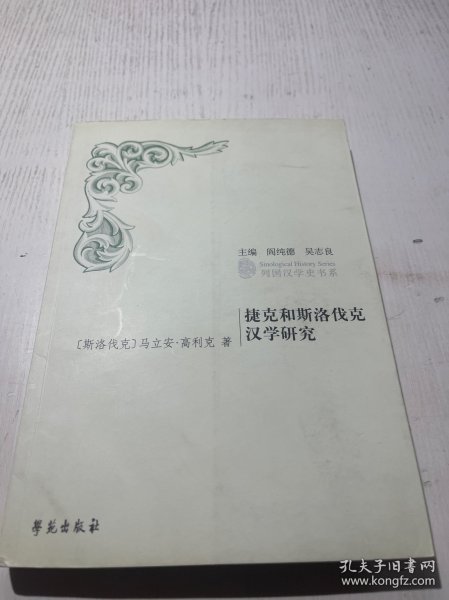 主编 阎纯德 吴志良
Sinological History Series
列国汉学史书系
捷克和斯洛伐克
汉学研究
〔斯洛伐克〕马立安·高利克 著
學苑出版社
孔夫子旧书网
www.kongfz.com